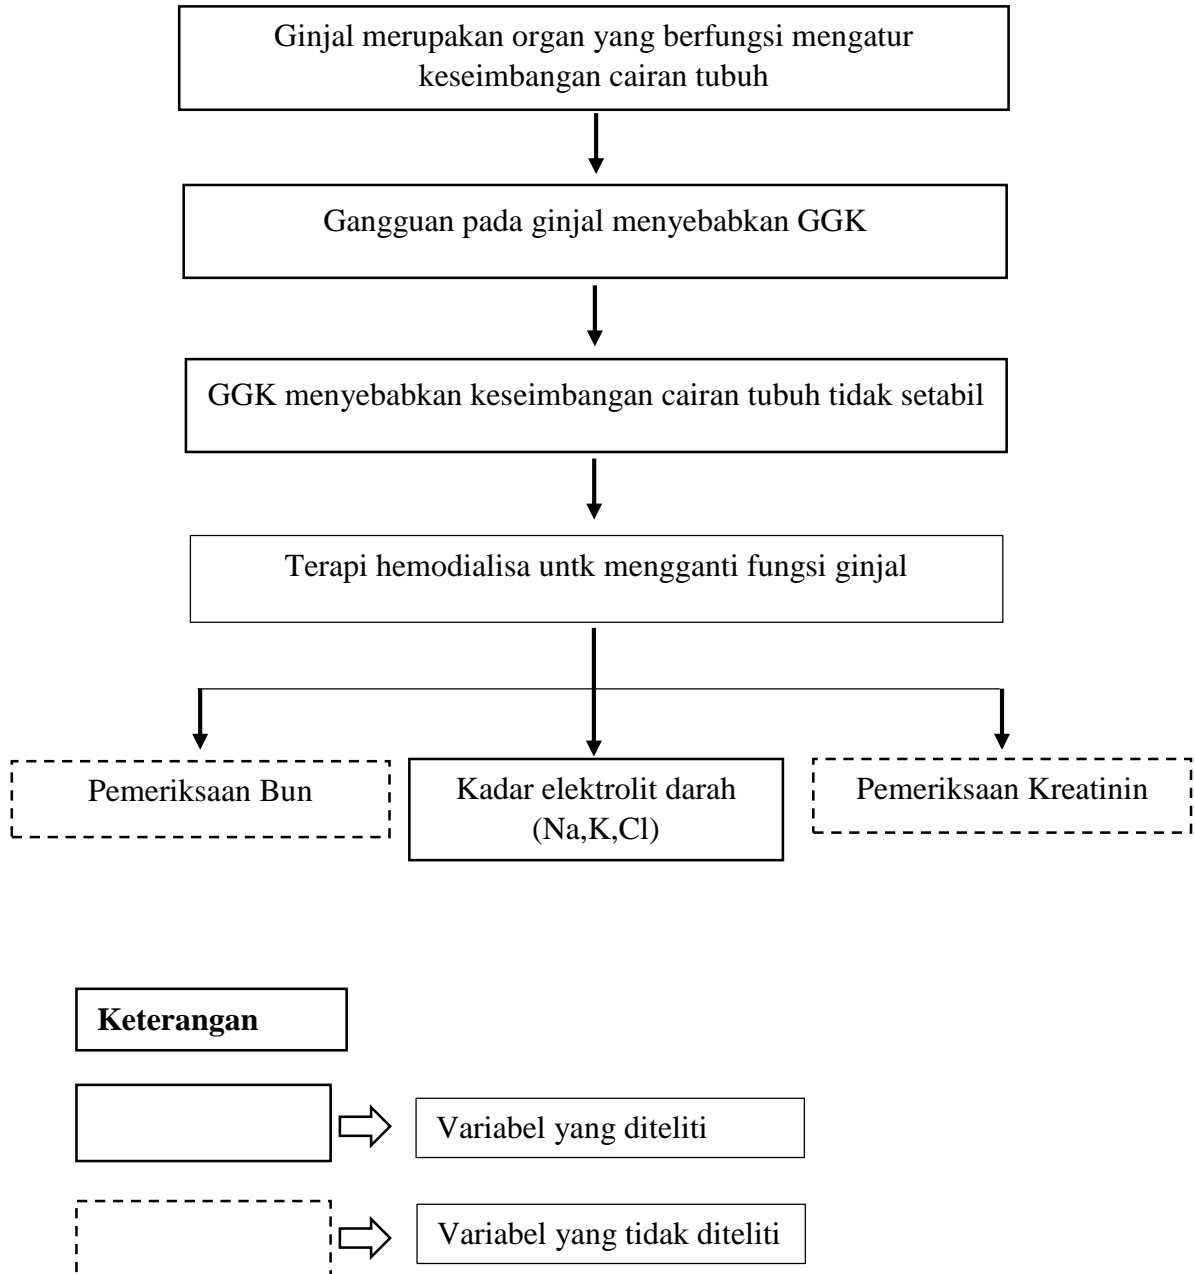 Ginjal merupakan organ yang berfungsi mengatur
keseimbangan cairan tubuh
Gangguan pada ginjal menyebabkan GGK
GGK menyebabkan keseimbangan cairan tubuh tidak setabil
Terapi hemodialisa untk mengganti fungsi ginjal
Pemeriksaan Bun
Kadar elektrolit darah
(Na,K,Cl)
Pemeriksaan Kreatinin
Keterangan
Variabel yang diteliti
Variabel yang tidak diteliti